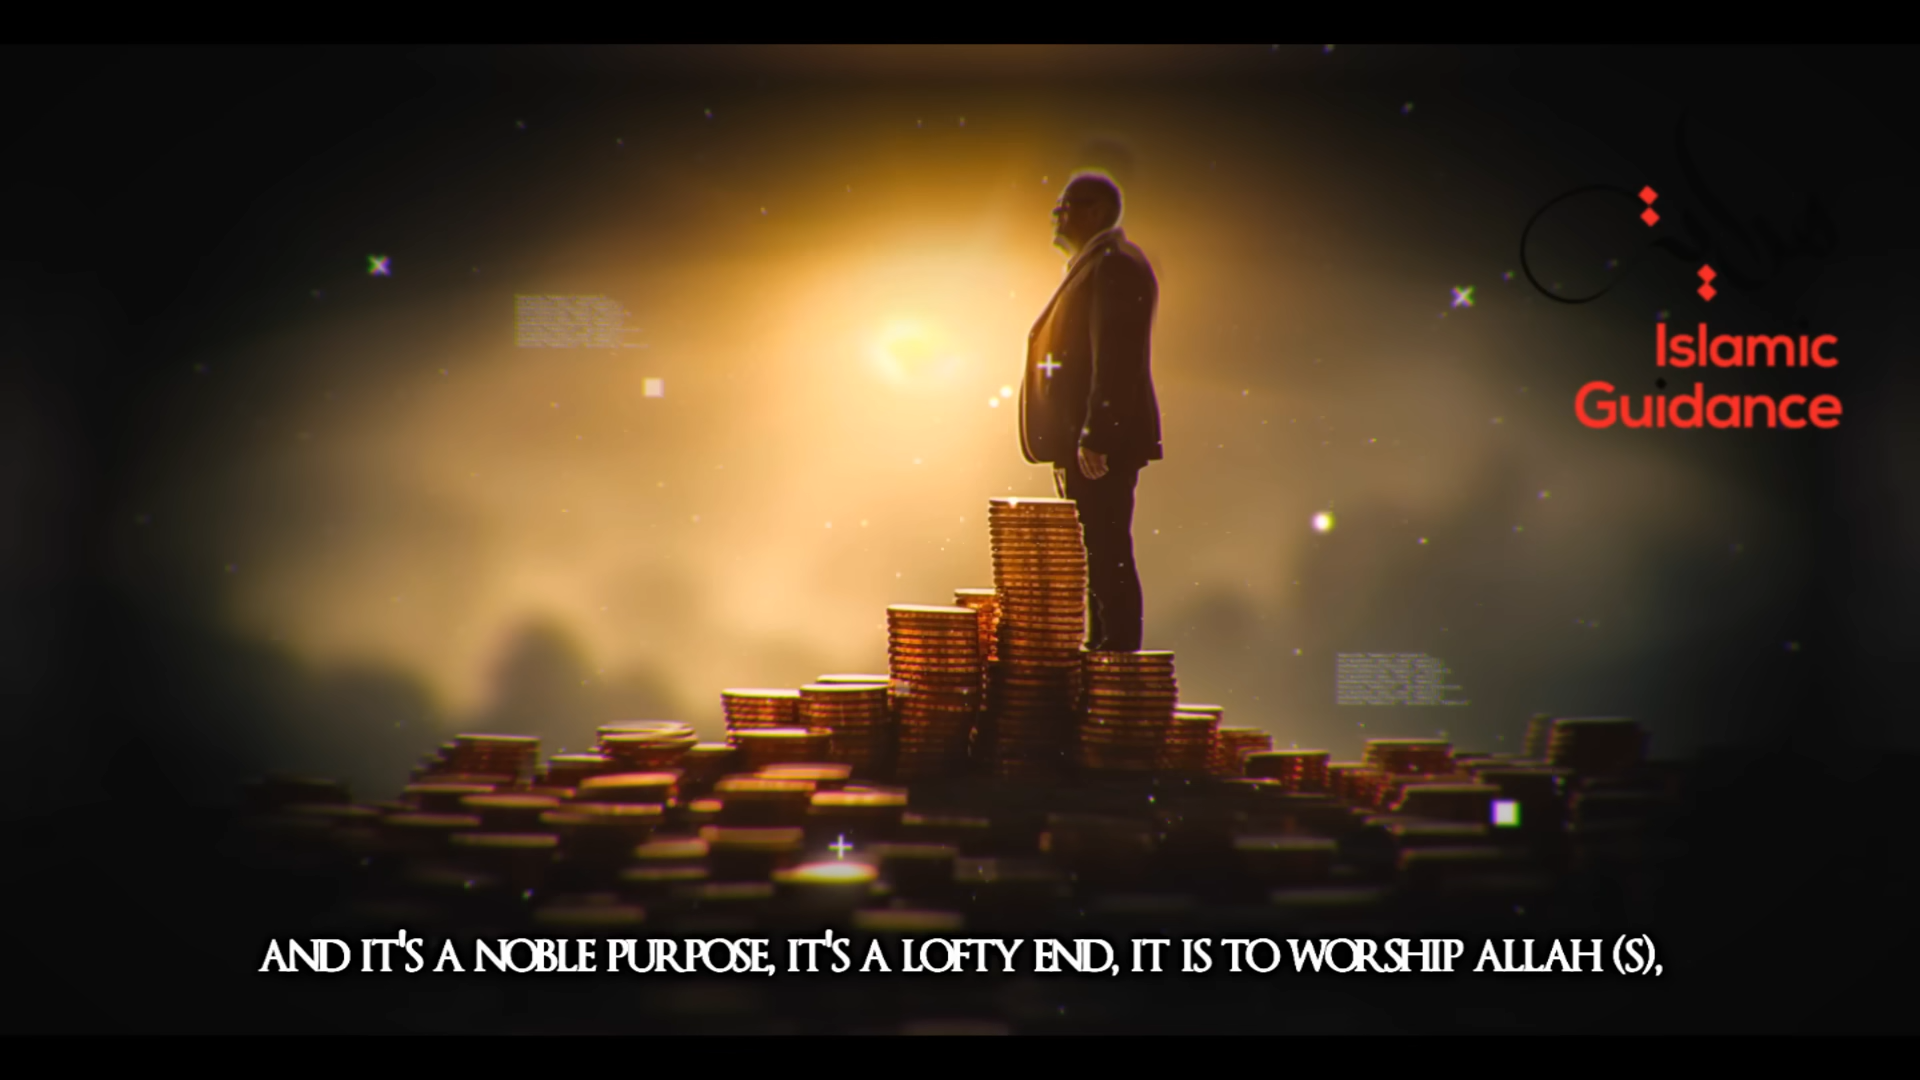 Islamic
Guidance
AND IT'S A NOBLE PURPOSE, IT'S A LOFTY END, IT IS TO WORSHIP ALLAH (S),